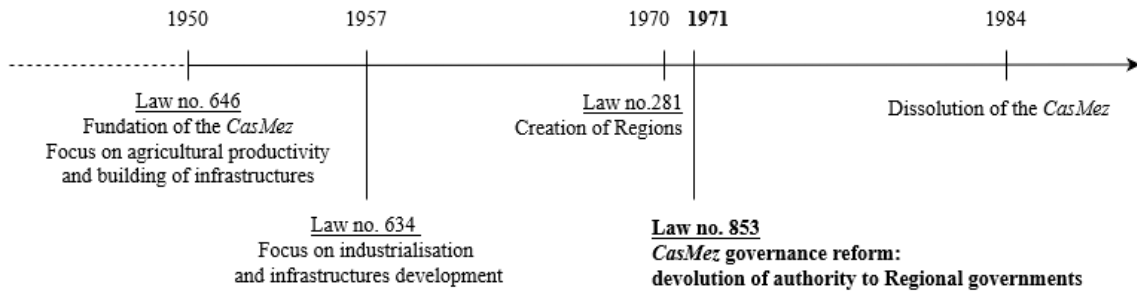 1950
1957
1970
1971
1984
Law no. 646
Fundation of the CasMez
Focus on agricultural productivity
and building of infrastructures
Law no. 634
Focus on industrialisation
and infrastructures development
Law no.281
Creation of Regions
Law no. 853
CasMez governance reform:
devolution of authority to Regional governments
Dissolution of the CasMez